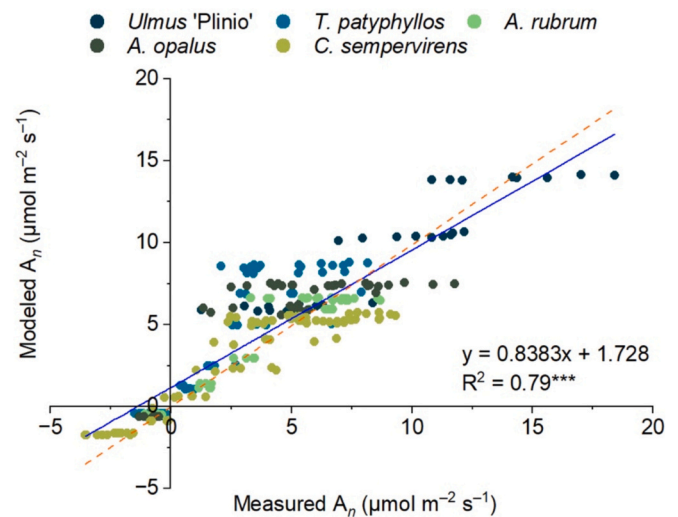 Ulmus 'Plinio' T. patyphyllos A. rubrum
A. opalus C. sempervirens
20
15
10
5
0
−5
−5 0 5 10 15 20
Modeled Aₙ (µmol m⁻² s⁻¹)
y = 0.8383x + 1.728
R² = 0.79***
Measured Aₙ (µmol m⁻² s⁻¹)